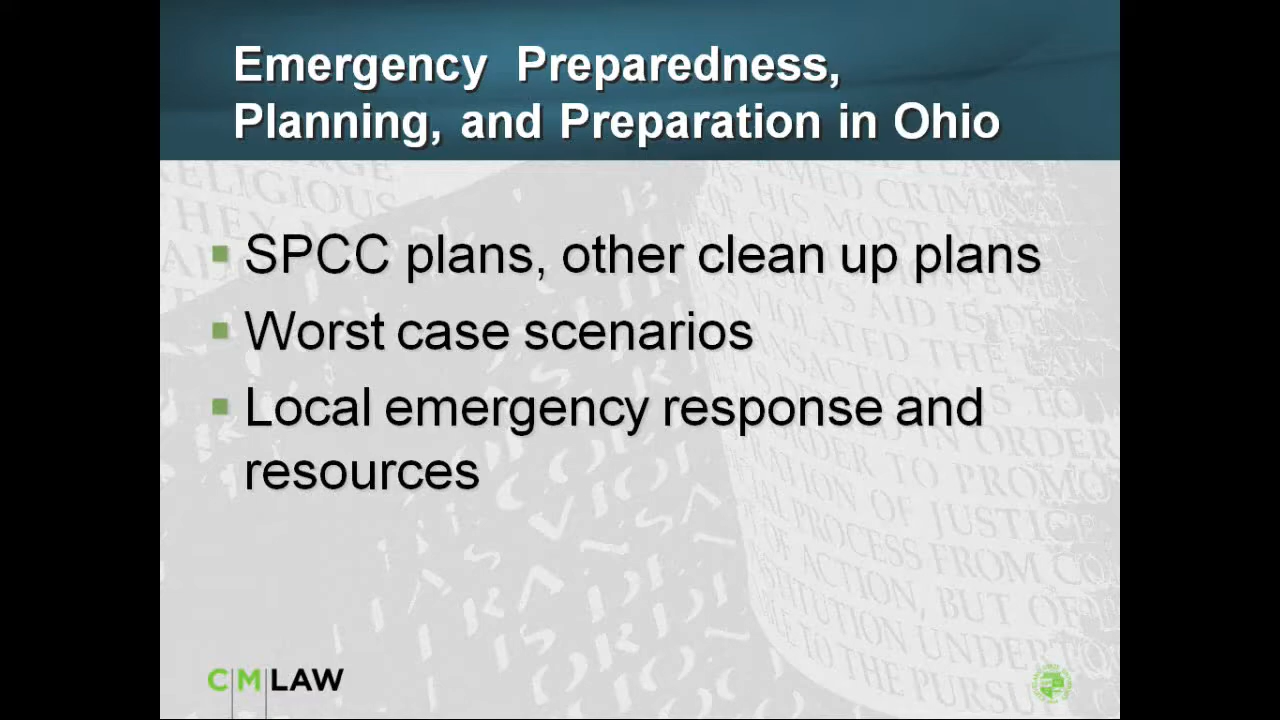 Emergency Preparedness,
Planning, and Preparation in Ohio
SPCC plans, other clean up plans
Worst case scenarios
Local emergency response and
resources
C|M|LAW